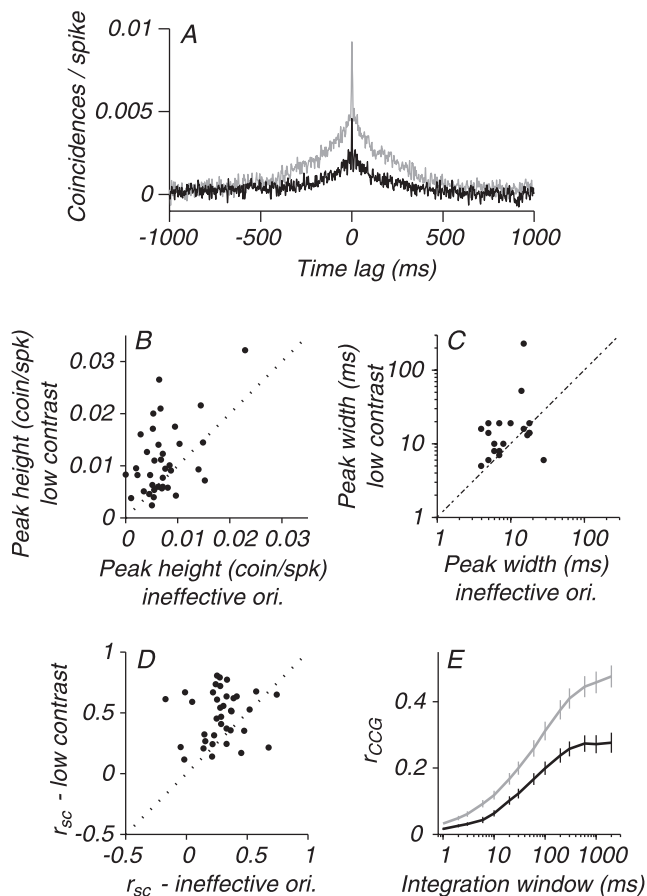 A
Coincidences / spike
0.01
0.005
0
-1000 -500 0 500 1000
Time lag (ms)
B
Peak height (coin/spk)
low contrast
0.03
0.02
0.01
0
0 0.01 0.02 0.03
Peak height (coin/spk)
ineffective ori.
C
Peak width (ms)
low contrast
100
10
1
1 10 100
Peak width (ms)
ineffective ori.
D
rsc - low contrast
1
0.5
0
-0.5
-0.5 0 0.5 1
rsc - ineffective ori.
E
rCCG
0.4
0.2
0
1 10 100 1000
Integration window (ms)